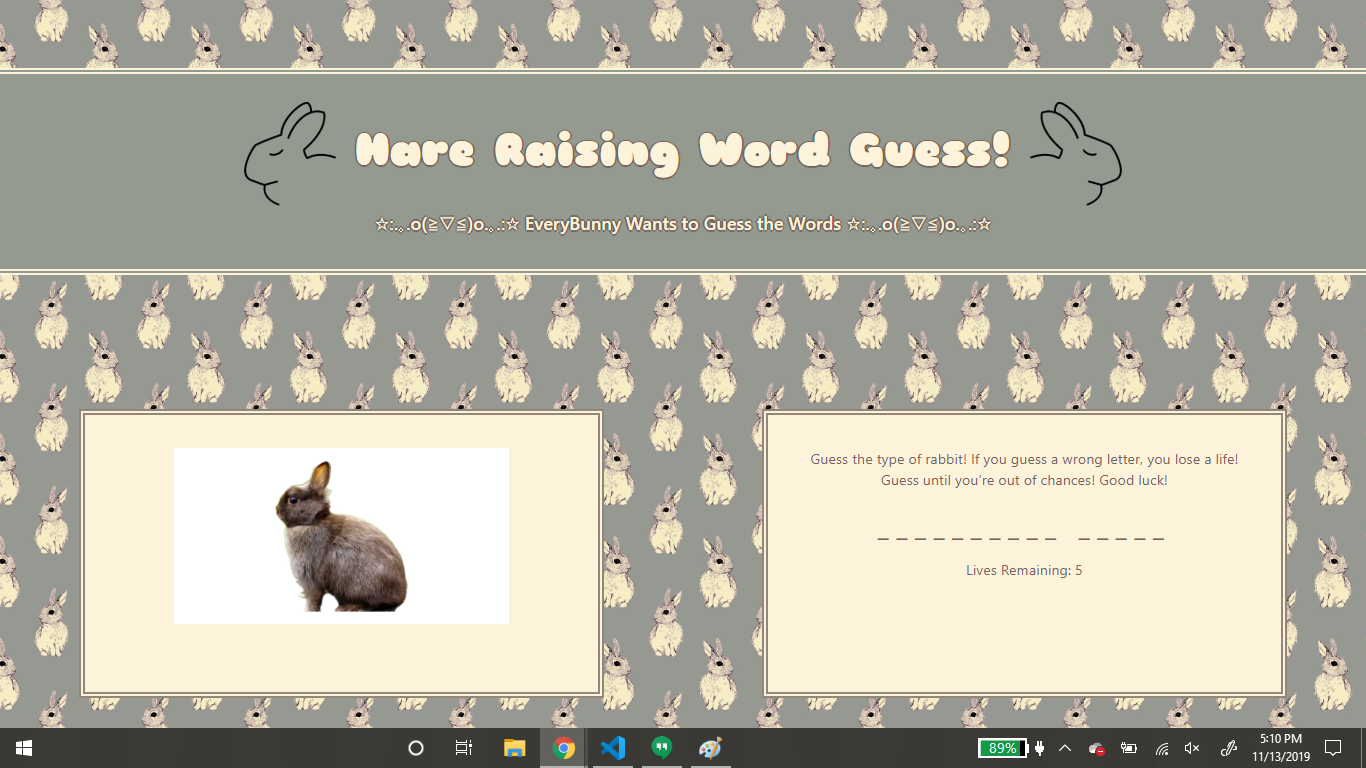 Hare Raising Word Guess!
☆:.｡.o(≧▽≦)o.｡.:☆ EveryBunny Wants to Guess the Words ☆:.｡.o(≧▽≦)o.｡.:☆
Guess the type of rabbit! If you guess a wrong letter, you lose a life!
Guess until you're out of chances! Good luck!
_ _ _ _ _ _ _ _ _ _   _ _ _ _ _
Lives Remaining: 5
89%
5:10 PM
11/13/2019